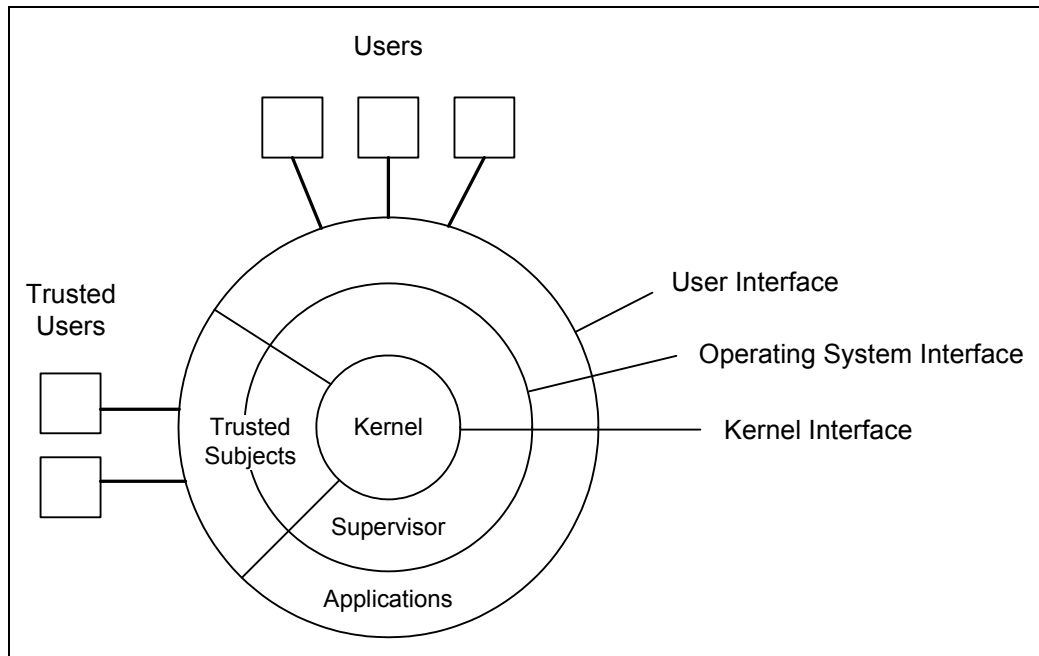 Users
User Interface
Trusted
Users
Operating System Interface
Trusted
Subjects
Kernel
Kernel Interface
Supervisor
Applications